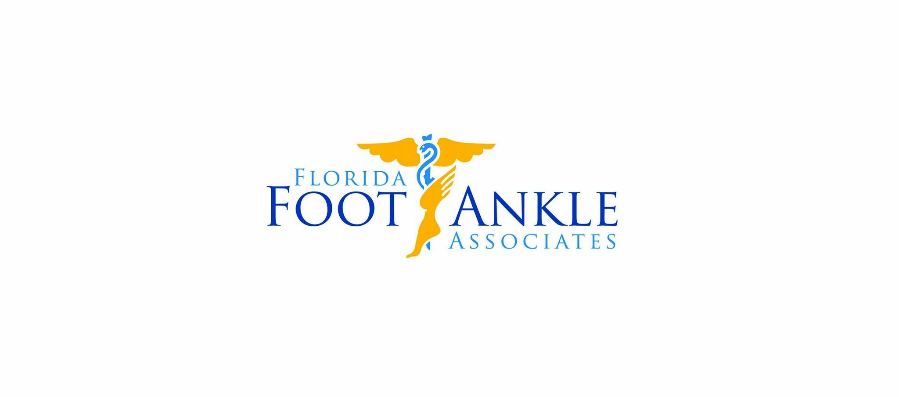 FLORIDA
FOOT ANKLE
ASSOCIATES